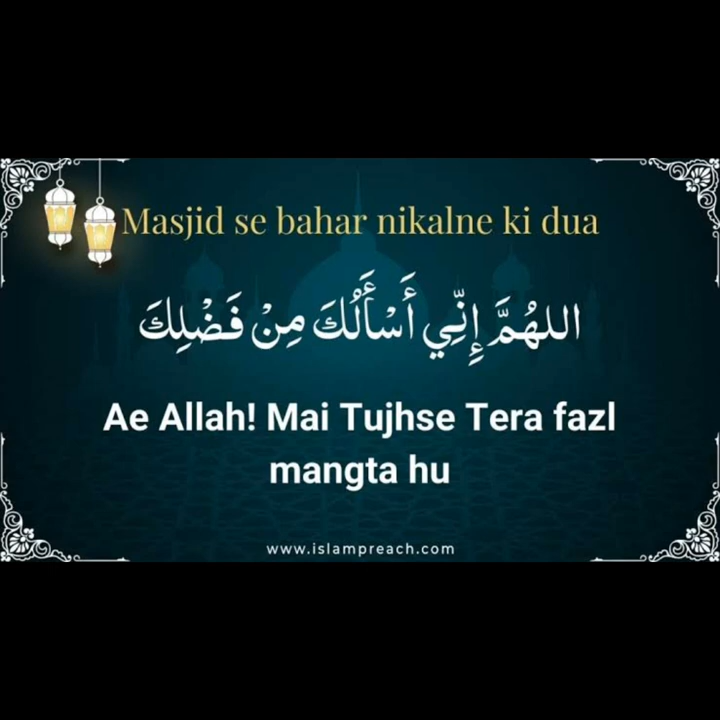 Masjid se bahar nikalne ki dua
اللهُمَّ إِنِّي أَسْأَلُكَ مِنْ فَضْلِكَ
Ae Allah! Mai Tujhse Tera fazl
mangta hu
www.islampreach.com